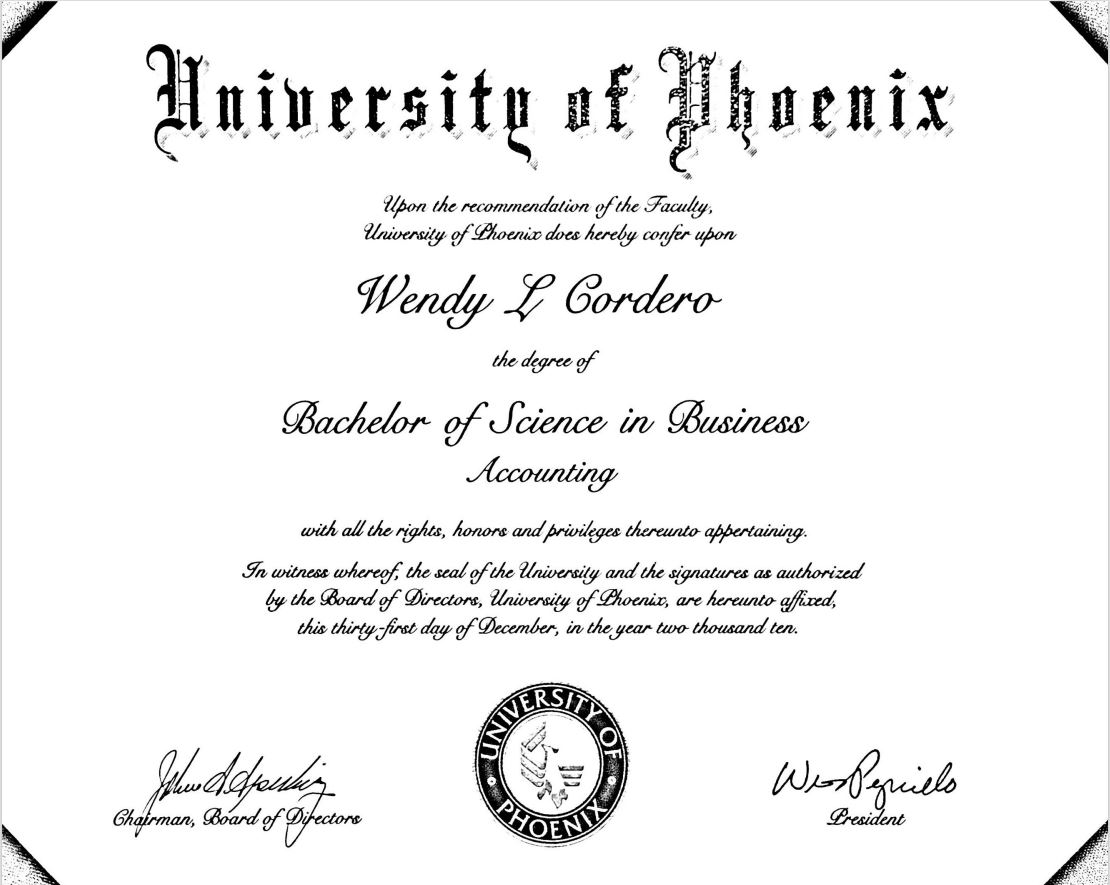 University of Phoenix
Upon the recommendation of the Faculty,
University of Phoenix does hereby confer upon
Wendy L Cordero
the degree of
Bachelor of Science in Business
Accounting
with all the rights, honors and privileges thereunto appertaining.
In witness whereof, the seal of the University and the signatures as authorized
by the Board of Directors, University of Phoenix, are hereunto affixed,
this thirty-first day of December, in the year two thousand ten.
UNIVERSITY OF
PHOENIX
Chairman, Board of Directors
President